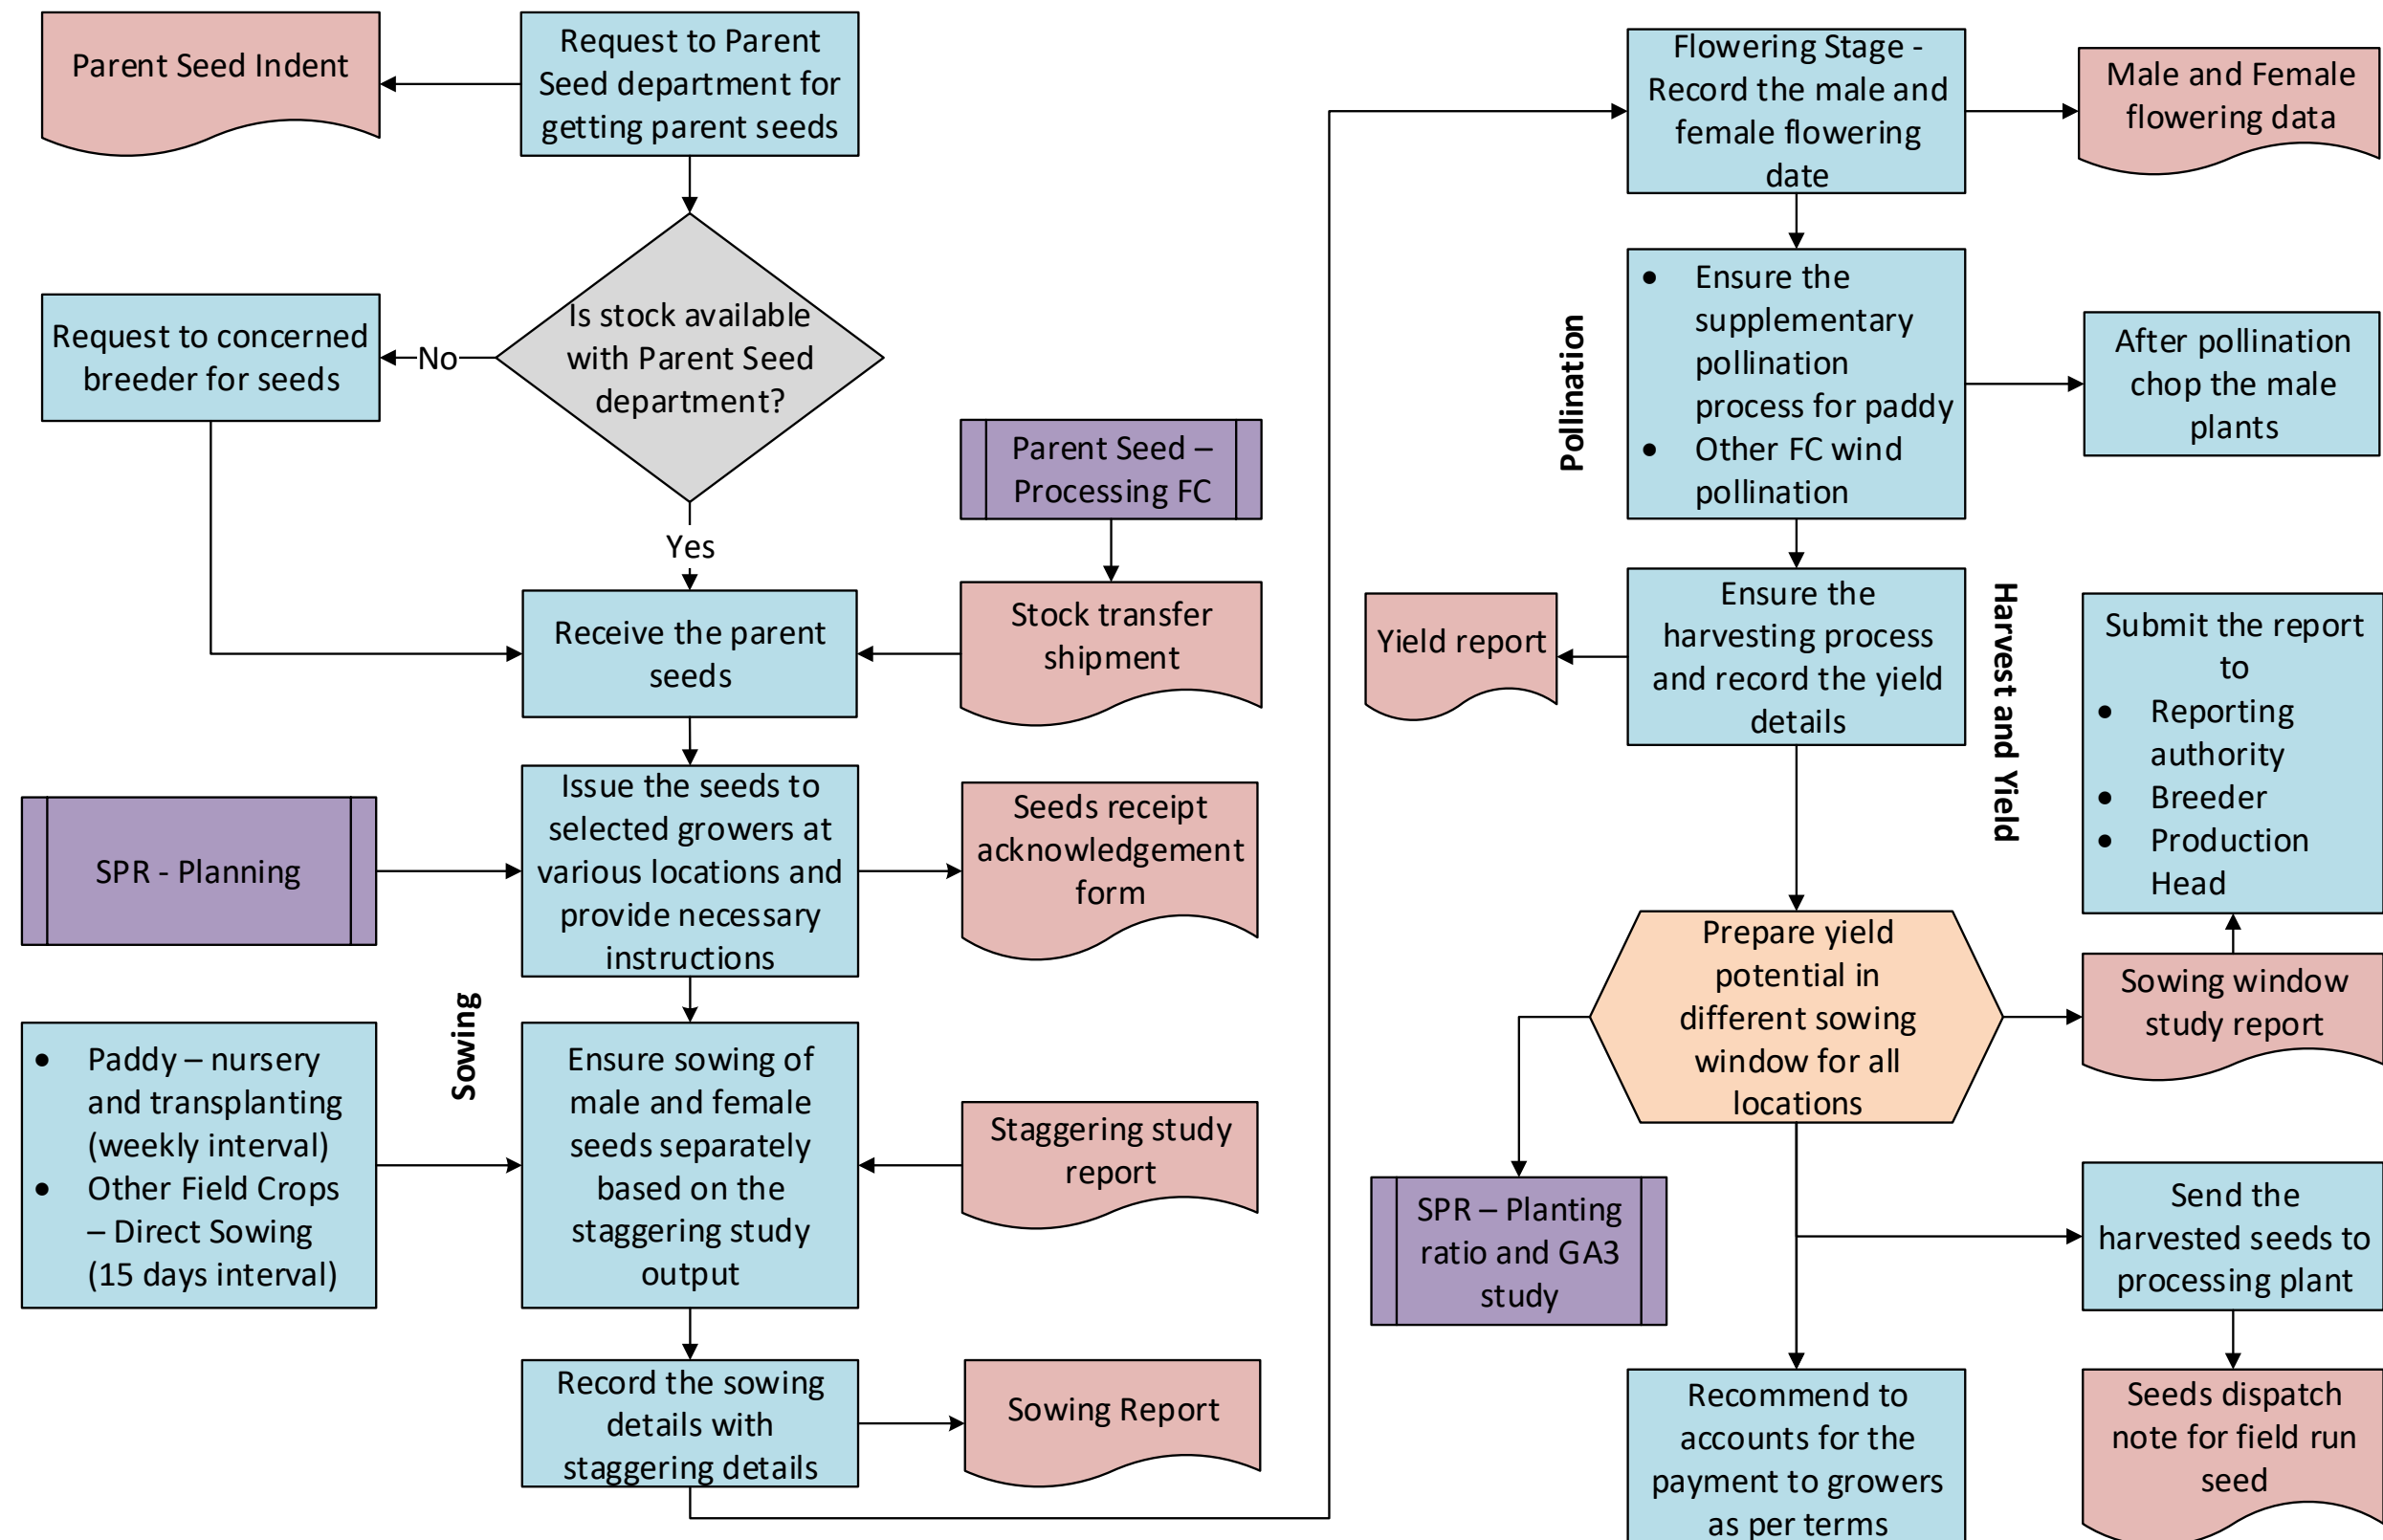 Parent Seed Indent
Request to Parent
Seed department for
getting parent seeds
Is stock available
with Parent Seed
department?
No
Request to concerned
breeder for seeds
Yes
Parent Seed –
Processing FC
Stock transfer
shipment
Receive the parent
seeds
SPR - Planning
Issue the seeds to
selected growers at
various locations and
provide necessary
instructions
Seeds receipt
acknowledgement
form
Sowing
• Paddy – nursery
and transplanting
(weekly interval)
• Other Field Crops
– Direct Sowing
(15 days interval)
Ensure sowing of
male and female
seeds separately
based on the
staggering study
output
Staggering study
report
Record the sowing
details with
staggering details
Sowing Report
Flowering Stage -
Record the male and
female flowering
date
Male and Female
flowering data
Pollination
• Ensure the
supplementary
pollination
process for paddy
• Other FC wind
pollination
After pollination
chop the male
plants
Yield report
Ensure the
harvesting process
and record the yield
details
Harvest and Yield
Submit the report
to
• Reporting
authority
• Breeder
• Production
Head
Prepare yield
potential in
different sowing
window for all
locations
Sowing window
study report
SPR – Planting
ratio and GA3
study
Send the
harvested seeds to
processing plant
Recommend to
accounts for the
payment to growers
as per terms
Seeds dispatch
note for field run
seed